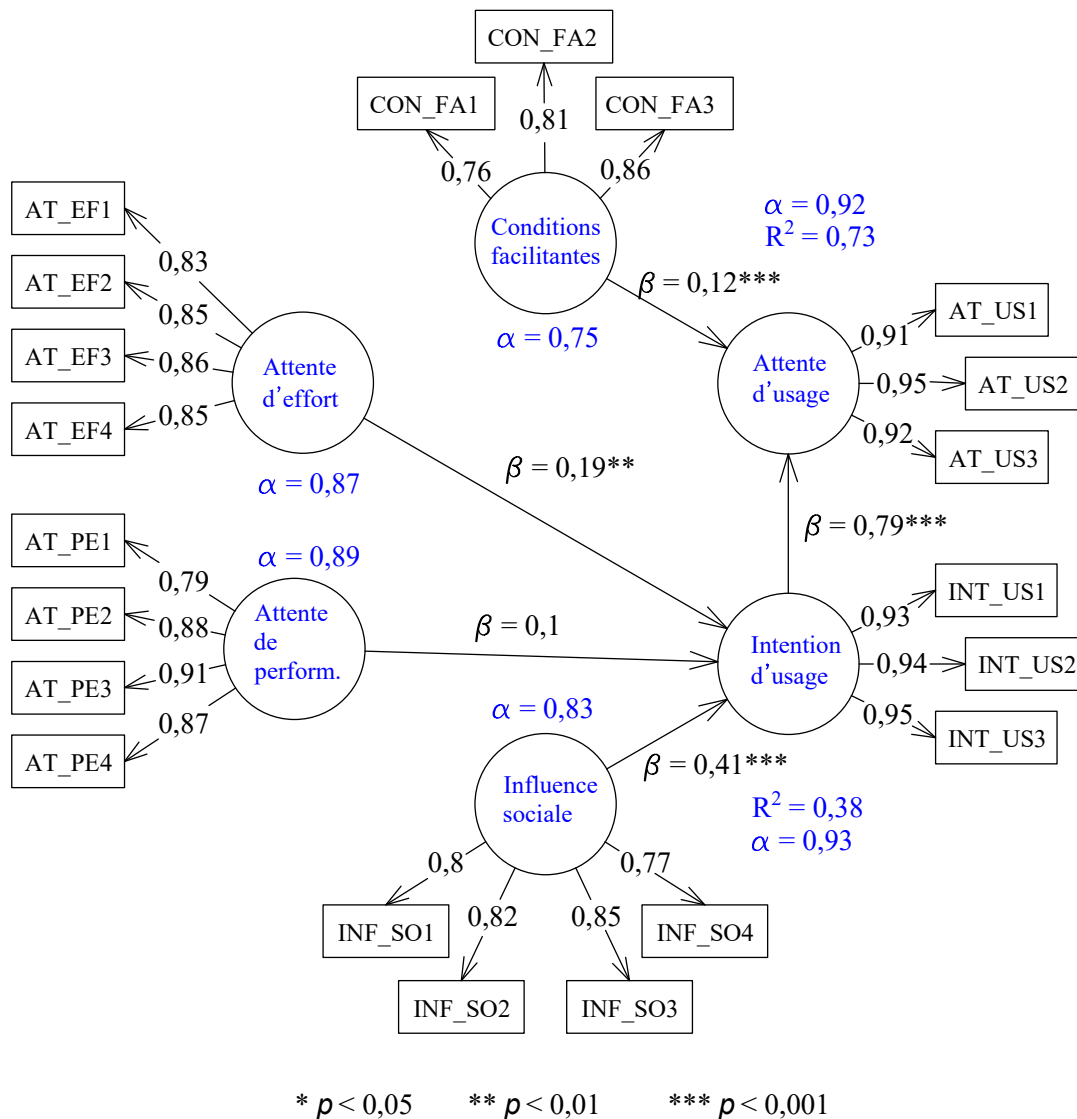 CON_FA2
CON_FA1
CON_FA3
0,81
0,76
0,86
Conditions
facilitantes
α = 0,75
α = 0,92
R² = 0,73
β = 0,12***
AT_EF1
AT_EF2
AT_EF3
AT_EF4
0,83
0,85
0,86
0,85
Attente
d’effort
α = 0,87
β = 0,19**
Attente
d’usage
0,91
0,95
0,92
AT_US1
AT_US2
AT_US3
β = 0,79***
AT_PE1
AT_PE2
AT_PE3
AT_PE4
0,79
0,88
0,91
0,87
α = 0,89
Attente
de
perform.
β = 0,1
Intention
d’usage
0,93
0,94
0,95
INT_US1
INT_US2
INT_US3
α = 0,83
β = 0,41***
R² = 0,38
α = 0,93
Influence
sociale
0,8
0,82
0,85
0,77
INF_SO1
INF_SO2
INF_SO3
INF_SO4
* p < 0,05 ** p < 0,01 *** p < 0,001